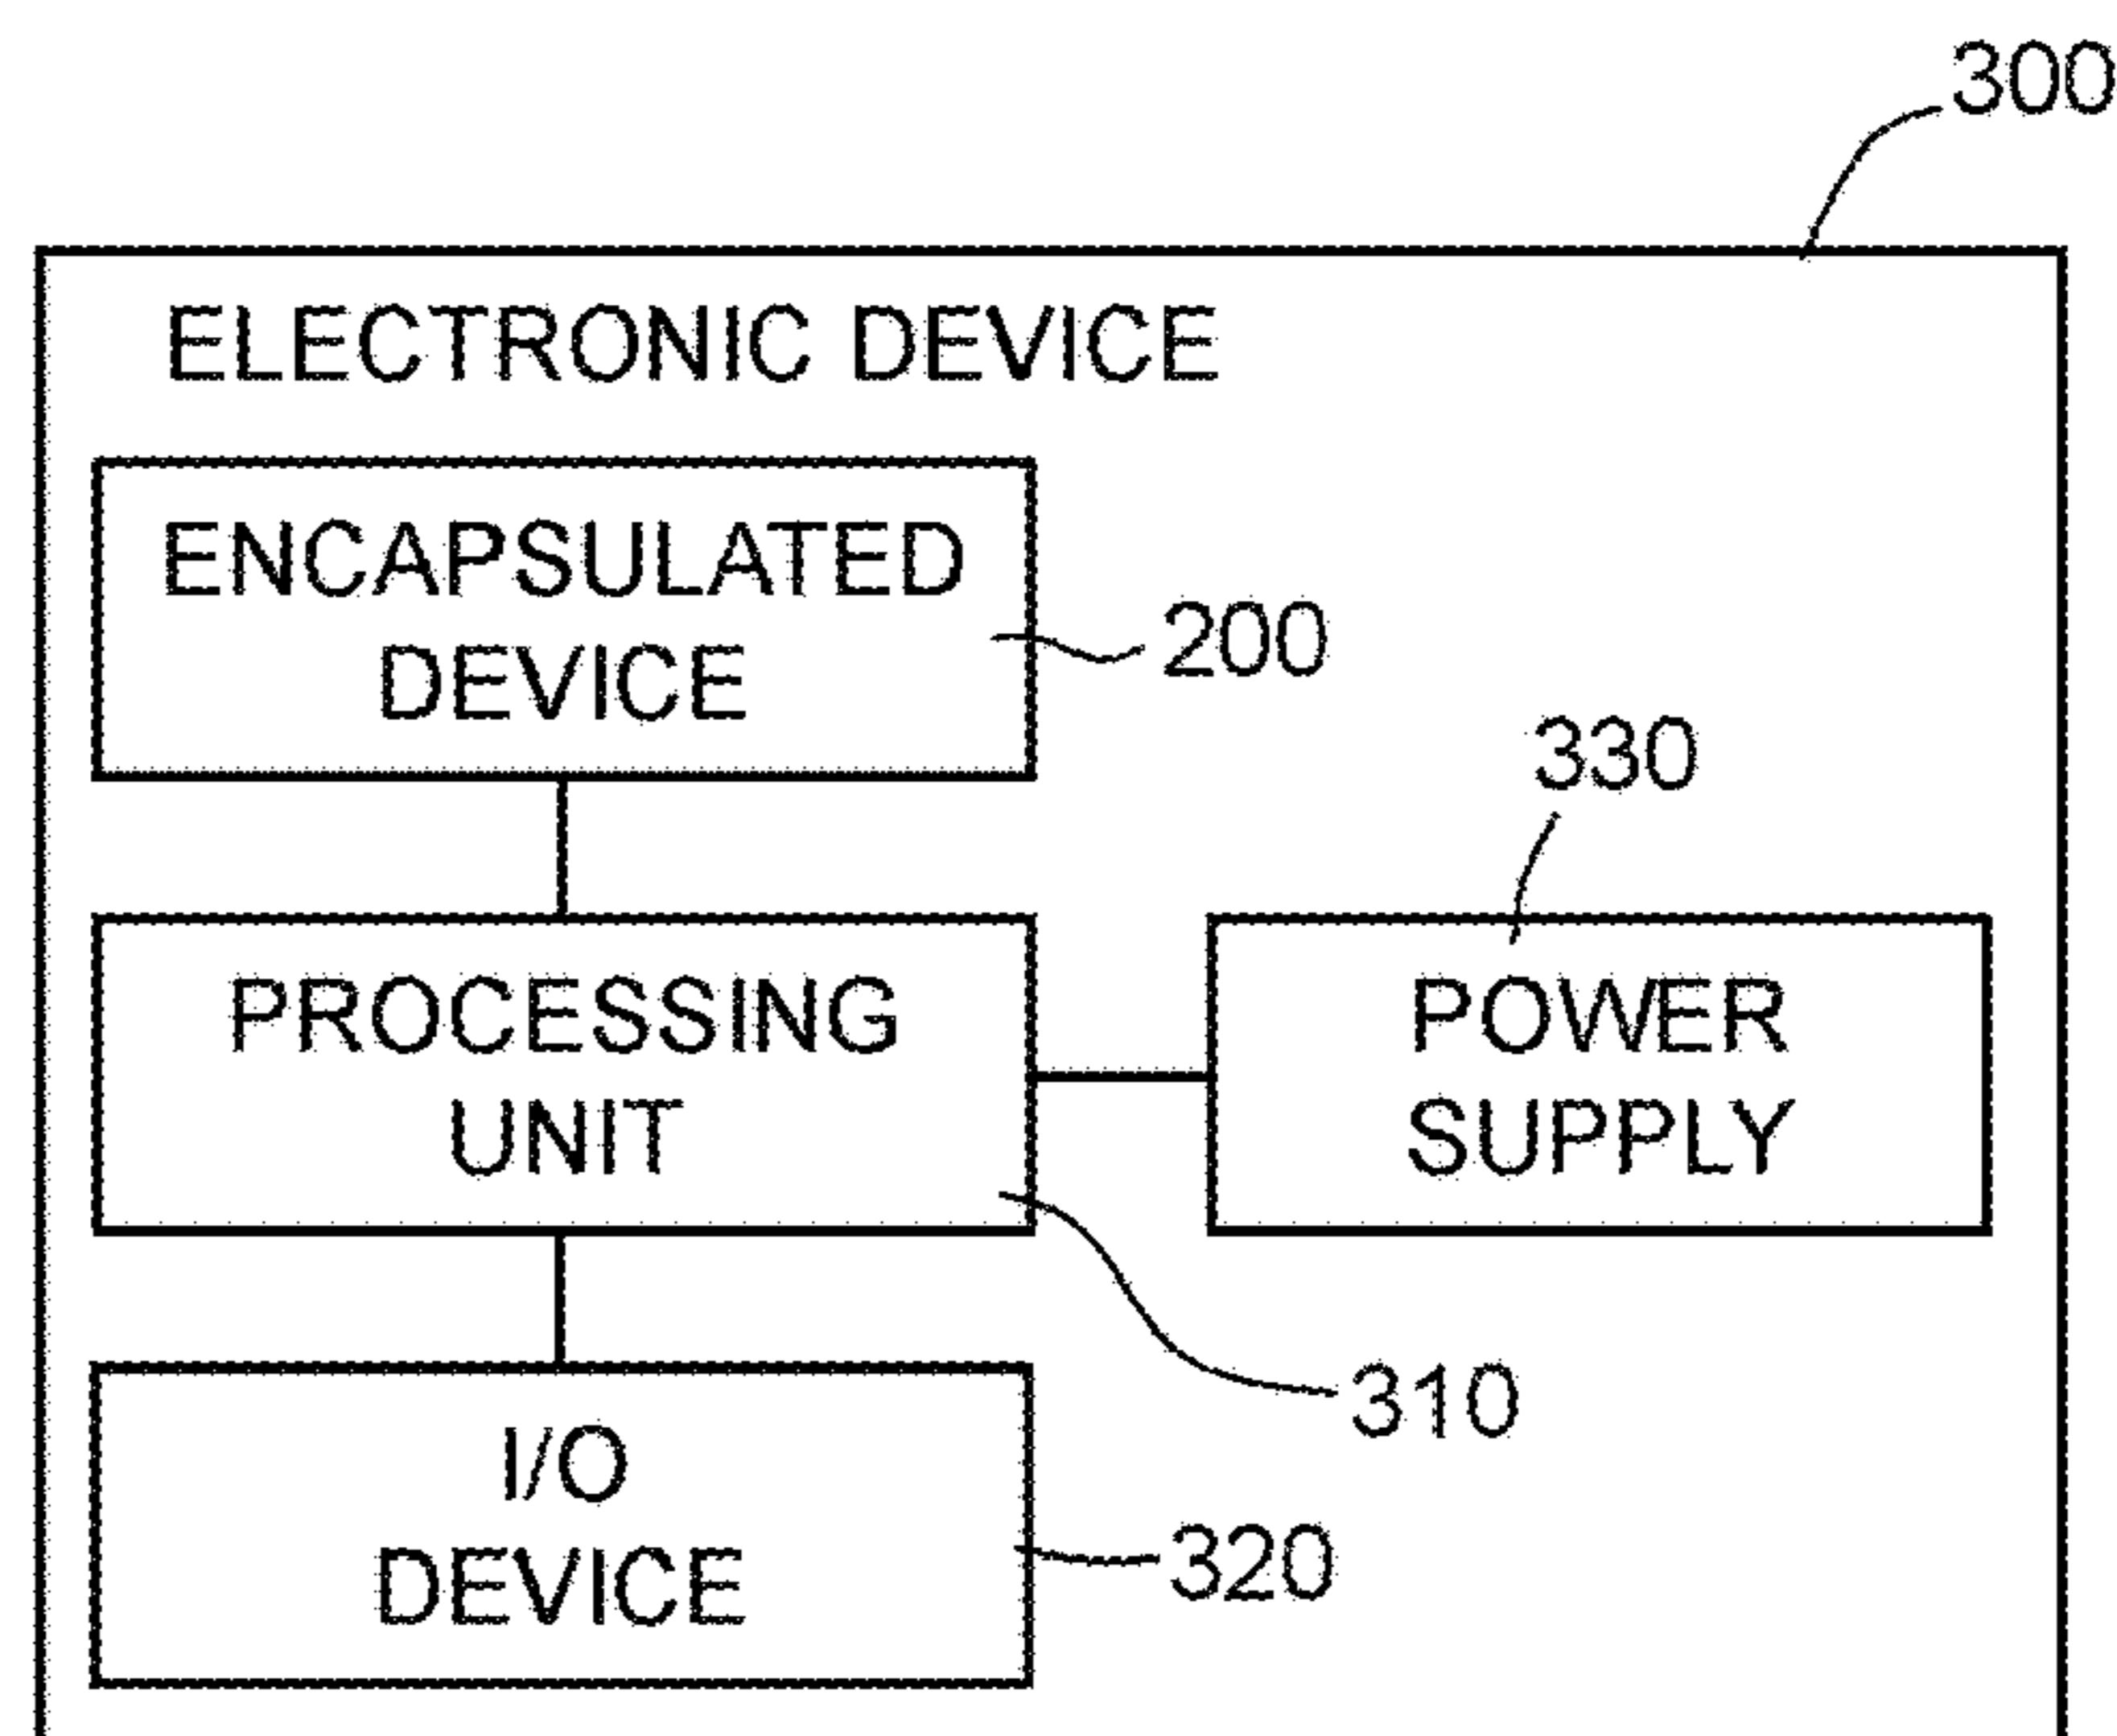 300
ELECTRONIC DEVICE
ENCAPSULATED
DEVICE
200
330
PROCESSING
UNIT
POWER
SUPPLY
310
I/O
DEVICE
320